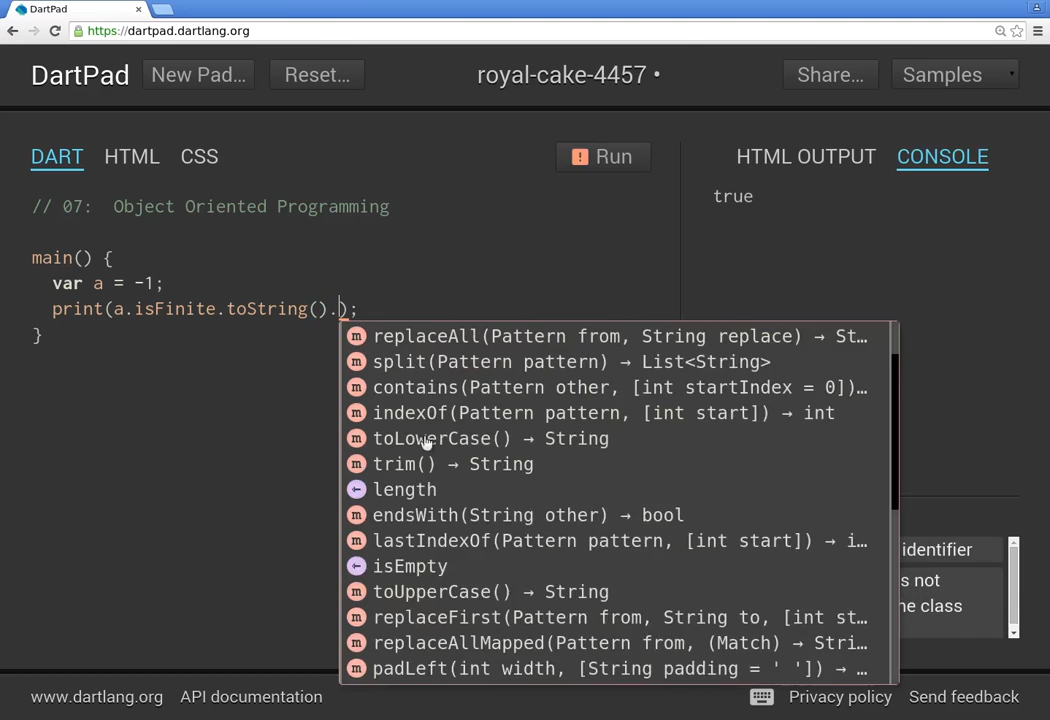 DartPad
https://dartpad.dartlang.org
DartPad New Pad… Reset… royal-cake-4457 • Share… Samples
DART HTML CSS ! Run HTML OUTPUT CONSOLE
// 07:  Object Oriented Programming
true
main() {
  var a = -1;
  print(a.isFinite.toString().);
}
m replaceAll(Pattern from, String replace) → St…
m split(Pattern pattern) → List<String>
m contains(Pattern other, [int startIndex = 0])…
m indexOf(Pattern pattern, [int start]) → int
m toLowerCase() → String
m trim() → String
← length
m endsWith(String other) → bool
m lastIndexOf(Pattern pattern, [int start]) → i…
identifier
← isEmpty
s not
m toUpperCase() → String
he class
m replaceFirst(Pattern from, String to, [int st…
m replaceAllMapped(Pattern from, (Match) → Stri…
m padLeft(int width, [String padding = ' ']) → …
www.dartlang.org API documentation Privacy policy Send feedback